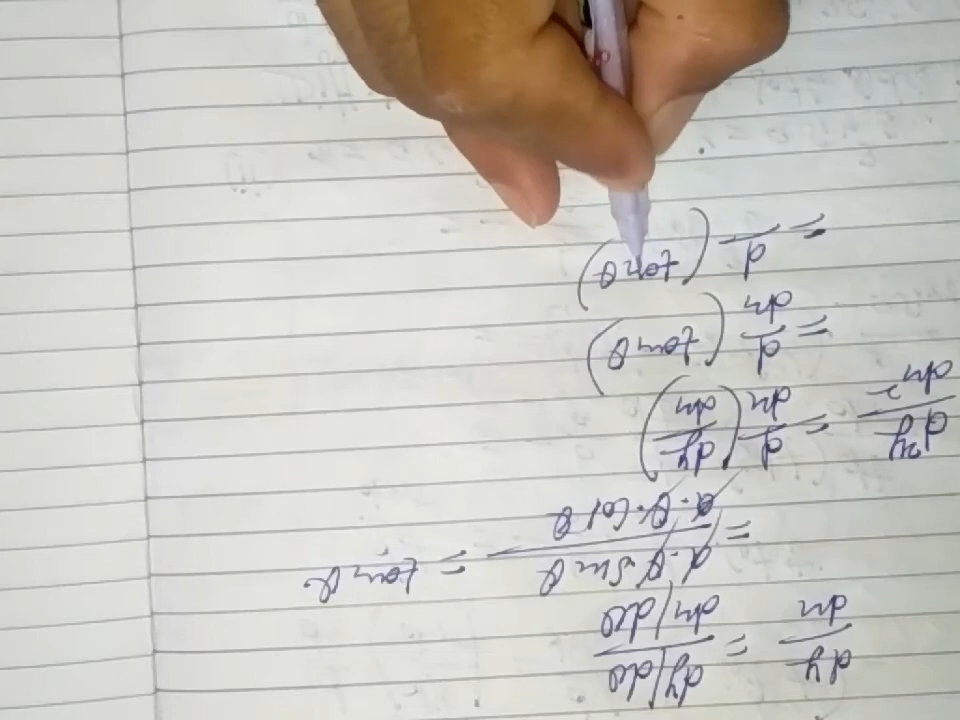 dy/dx = (dy/dθ)/(dx/dθ)
= (a.θ.sinθ)/(a.θ.cosθ) = tanθ
d²y/dx² = d/dx (dy/dx)
= d/dx (tanθ)
= d/ (tanθ)